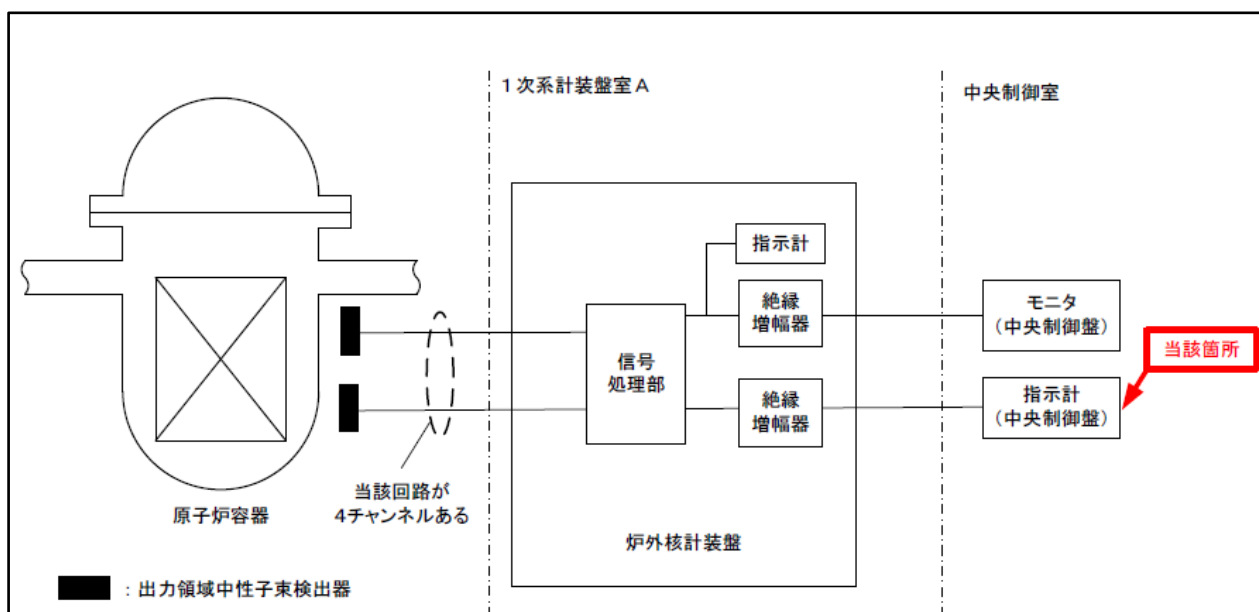 1次系計装盤室A
中央制御室
指示計
絶縁
増幅器
モニタ
(中央制御盤)
当該箇所
信号
処理部
絶縁
増幅器
指示計
(中央制御盤)
当該回路が
4チャンネルある
原子炉容器
炉外核計装盤
:出力領域中性子束検出器